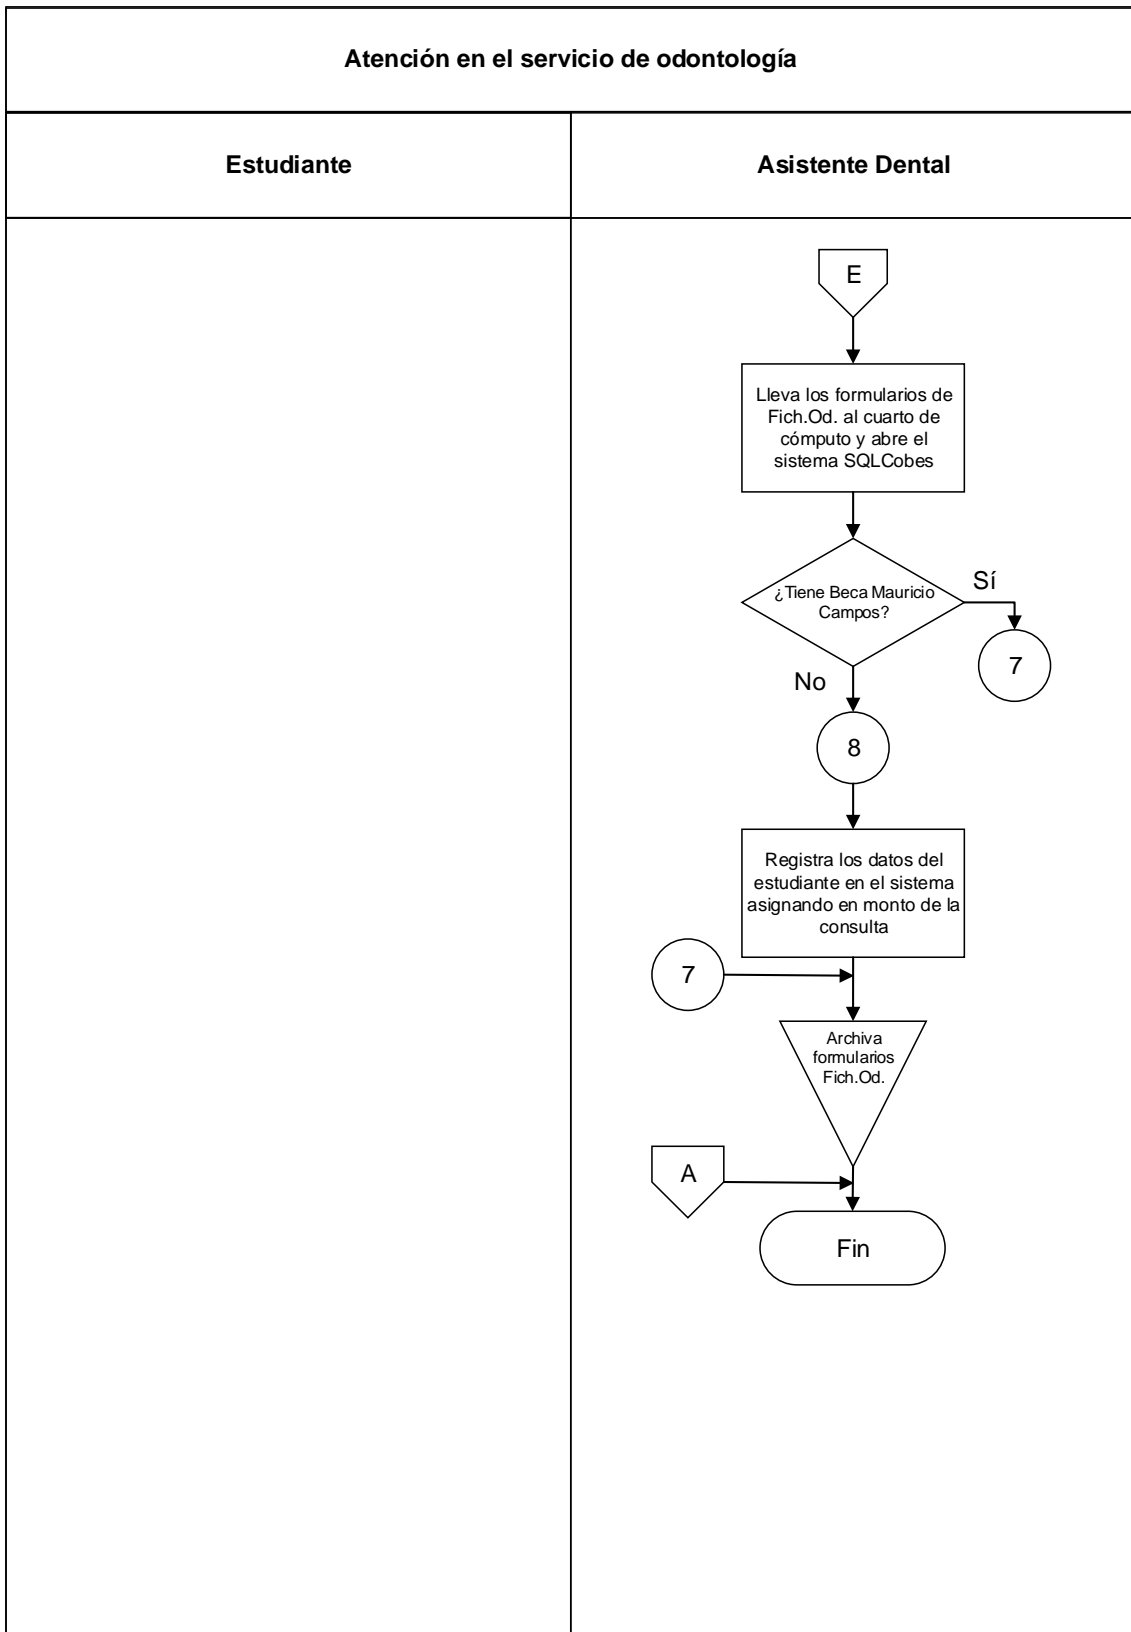 Atención en el servicio de odontología
Estudiante
Asistente Dental
E
Lleva los formularios de
Fich.Od. al cuarto de
cómputo y abre el
sistema SQLCobes
¿Tiene Beca Mauricio
Campos?
Sí
7
No
8
Registra los datos del
estudiante en el sistema
asignando en monto de la
consulta
7
Archiva
formularios
Fich.Od.
A
Fin